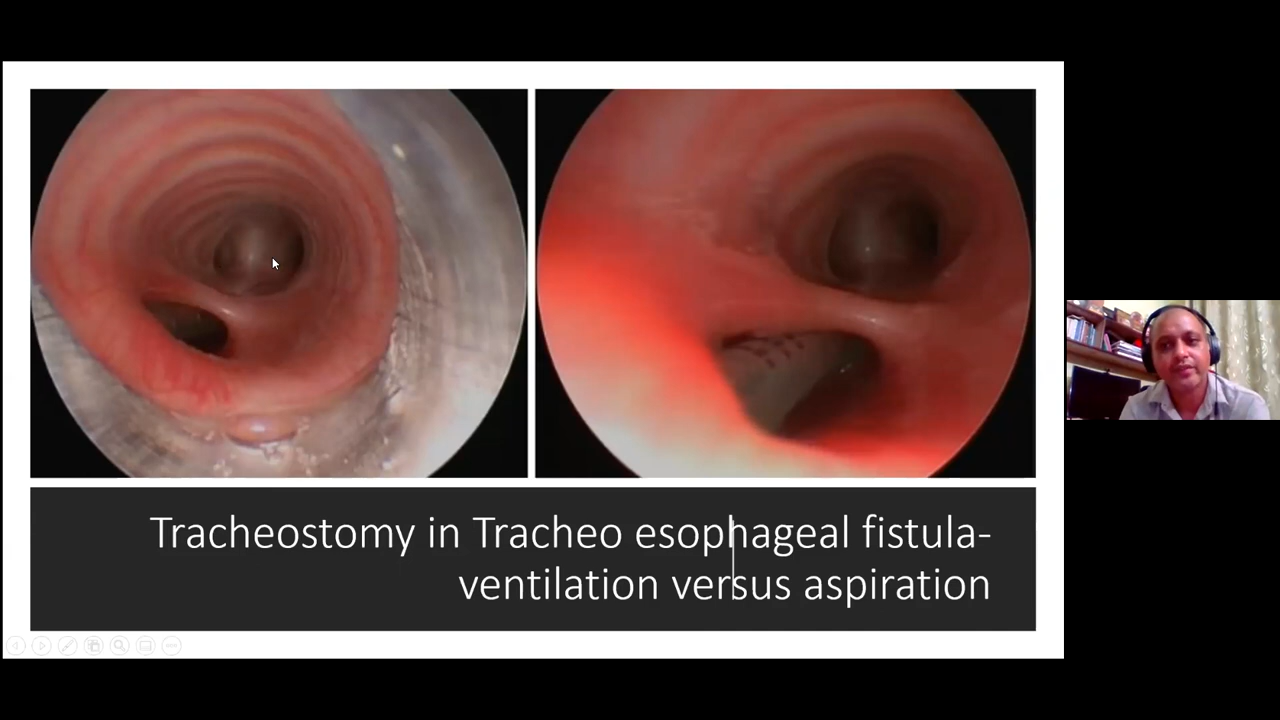 Tracheostomy in Tracheo esophageal fistula-
ventilation versus aspiration